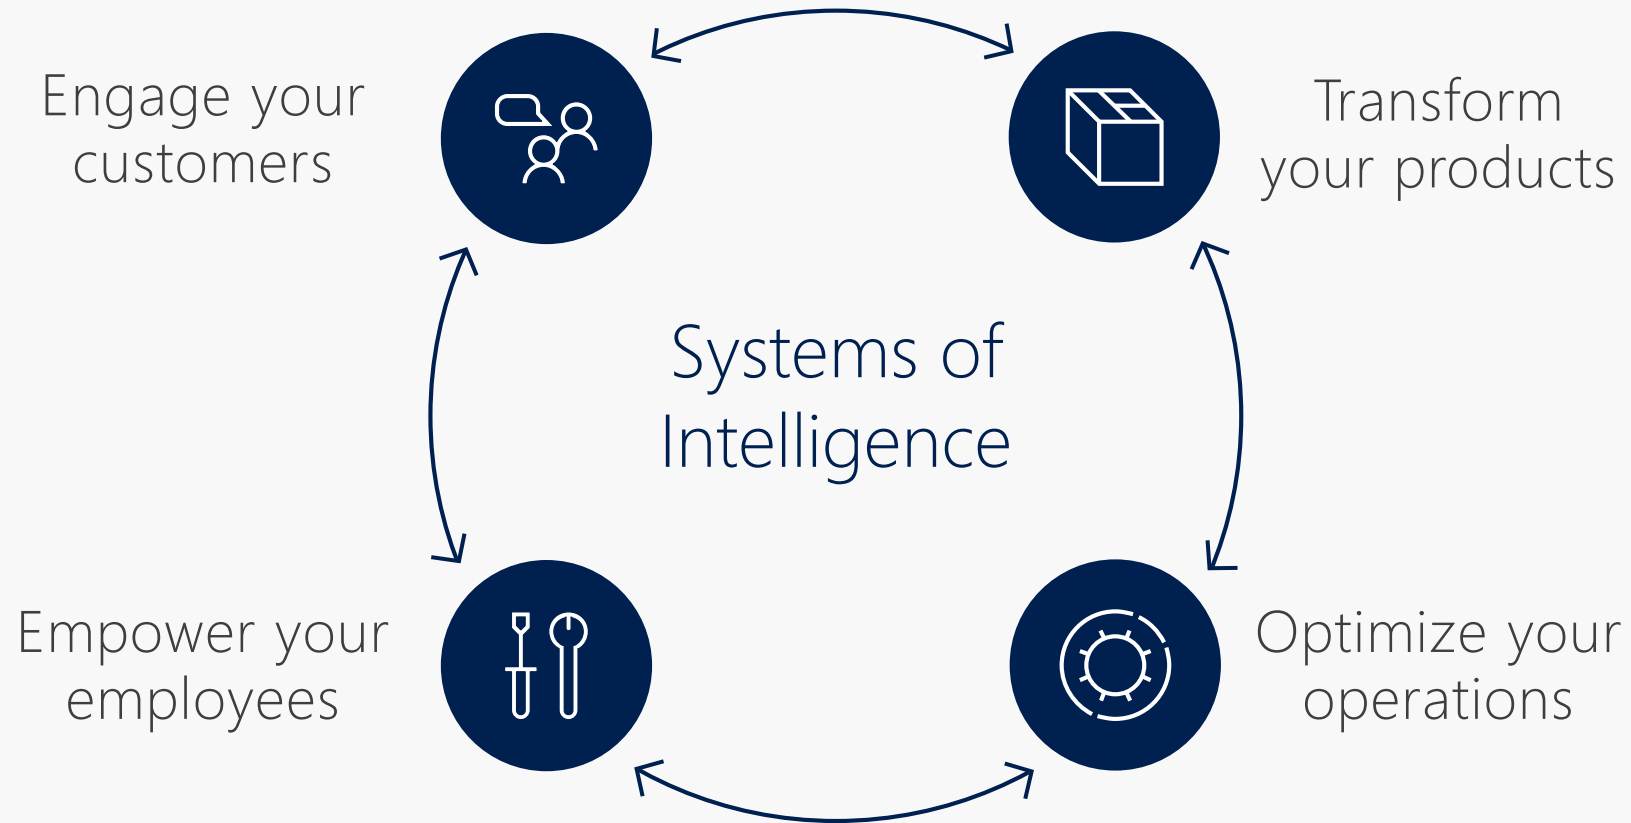 Engage your
customers
Transform
your products
Systems of
Intelligence
Empower your
employees
Optimize your
operations